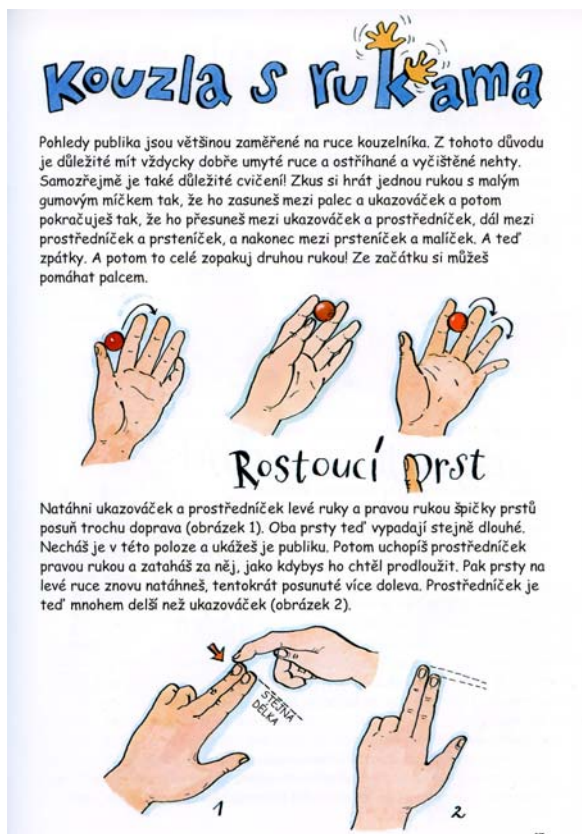 Kouzla s rukama
Pohledy publika jsou většinou zaměřené na ruce kouzelníka. Z tohoto důvodu
je důležité mít vždycky dobře umyté ruce a ostříhané a vyčištěné nehty.
Samozřejmě je také důležité cvičení! Zkus si hrát jednou rukou s malým
gumovým míčkem tak, že ho zasuneš mezi palec a ukazováček a potom
pokračuješ tak, že ho přesuneš mezi ukazováček a prostředníček, dál mezi
prostředníček a prsteníček, a nakonec mezi prsteníček a malíček. A teď
zpátky. A potom to celé zopakuj druhou rukou! Ze začátku si můžeš
pomáhat palcem.
Rostoucí prst
Natáhni ukazováček a prostředníček levé ruky a pravou rukou špičky prstů
posuň trochu doprava (obrázek 1). Oba prsty teď vypadají stejně dlouhé.
Necháš je v této poloze a ukážeš je publiku. Potom uchopíš prostředníček
pravou rukou a zataháš za něj, jako kdybys ho chtěl prodloužit. Pak prsty na
levé ruce znovu natáhneš, tentokrát posunuté více doleva. Prostředníček je
teď mnohem delší než ukazováček (obrázek 2).
STEJNÁ
DÉLKA
1
2